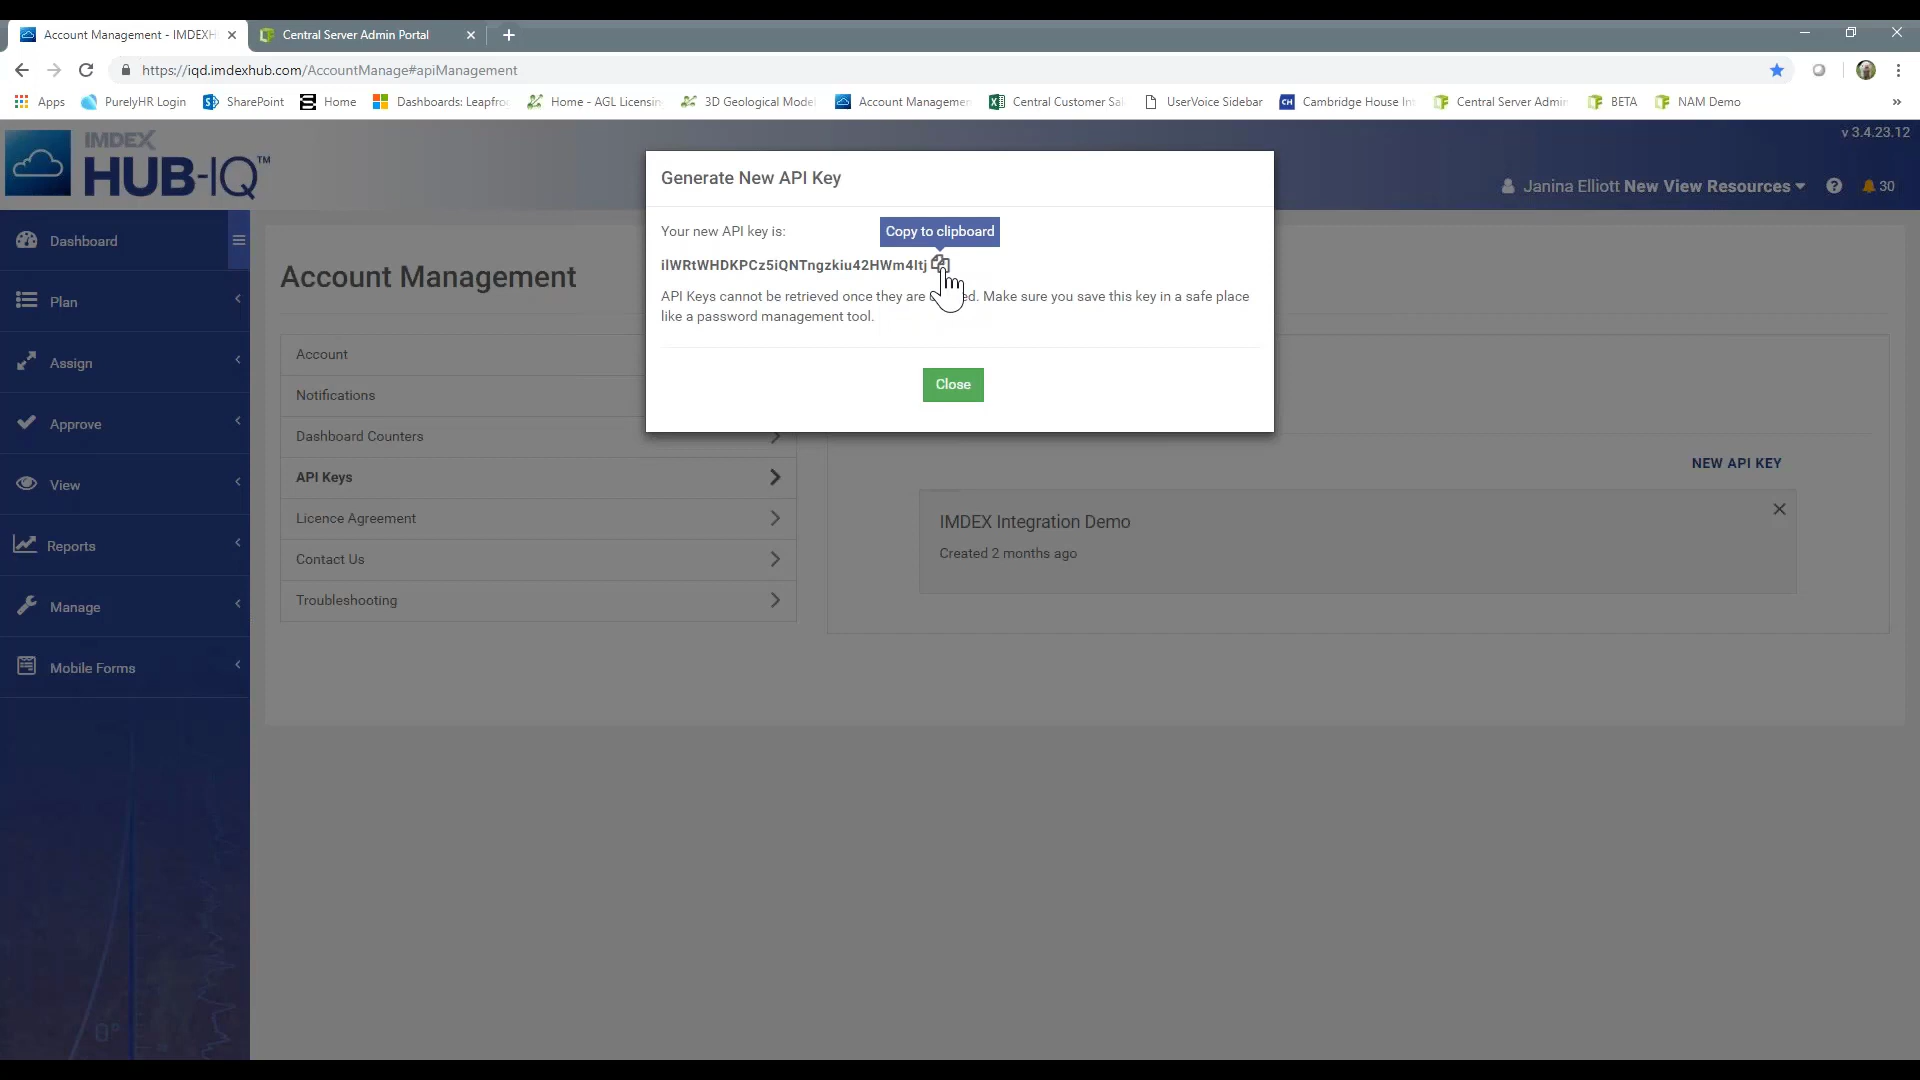 Account Management - IMDEXH
Central Server Admin Portal
https://iqd.imdexhub.com/AccountManage#apiManagement
Apps
PurelyHR Login
SharePoint
Home
Dashboards: Leapfro
Home - AGL Licensin
3D Geological Model
Account Managemen
Central Customer Sal
UserVoice Sidebar
Cambridge House In
Central Server Admin
BETA
NAM Demo
»
v 3.4.23.12
IMDEX
HUB-IQ™
Janina Elliott New View Resources
30
Generate New API Key
Your new API key is:
Copy to clipboard
ilWRtWHDKPCz5iQNTngzkiu42HWm4Itj
API Keys cannot be retrieved once they are Make sure you save this key in a safe place
like a password management tool.
Close
Dashboard
Plan
Assign
Approve
View
Reports
Manage
Mobile Forms
0°
Account Management
Account
Notifications
Dashboard Counters
API Keys
Licence Agreement
Contact Us
Troubleshooting
NEW API KEY
IMDEX Integration Demo
Created 2 months ago